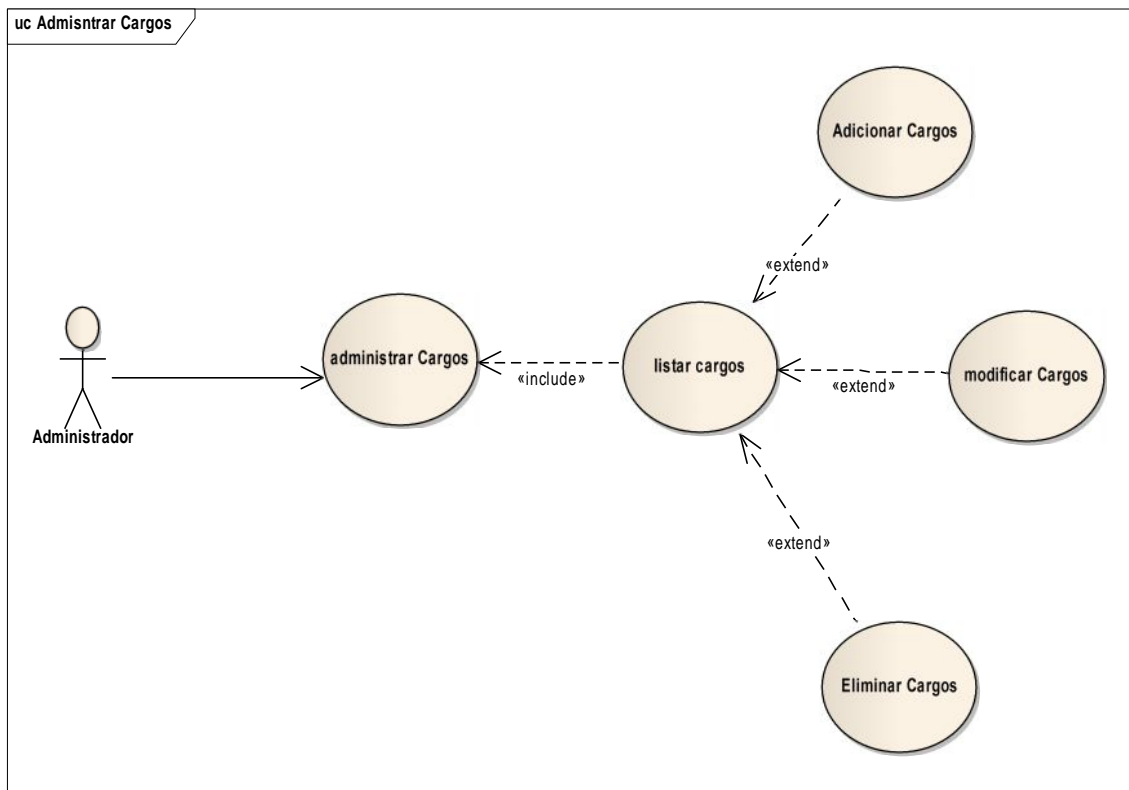 uc Admisntrar Cargos
Adicionar Cargos
«extend»
administrar Cargos
«include»
listar cargos
«extend»
modificar Cargos
Administrador
«extend»
Eliminar Cargos